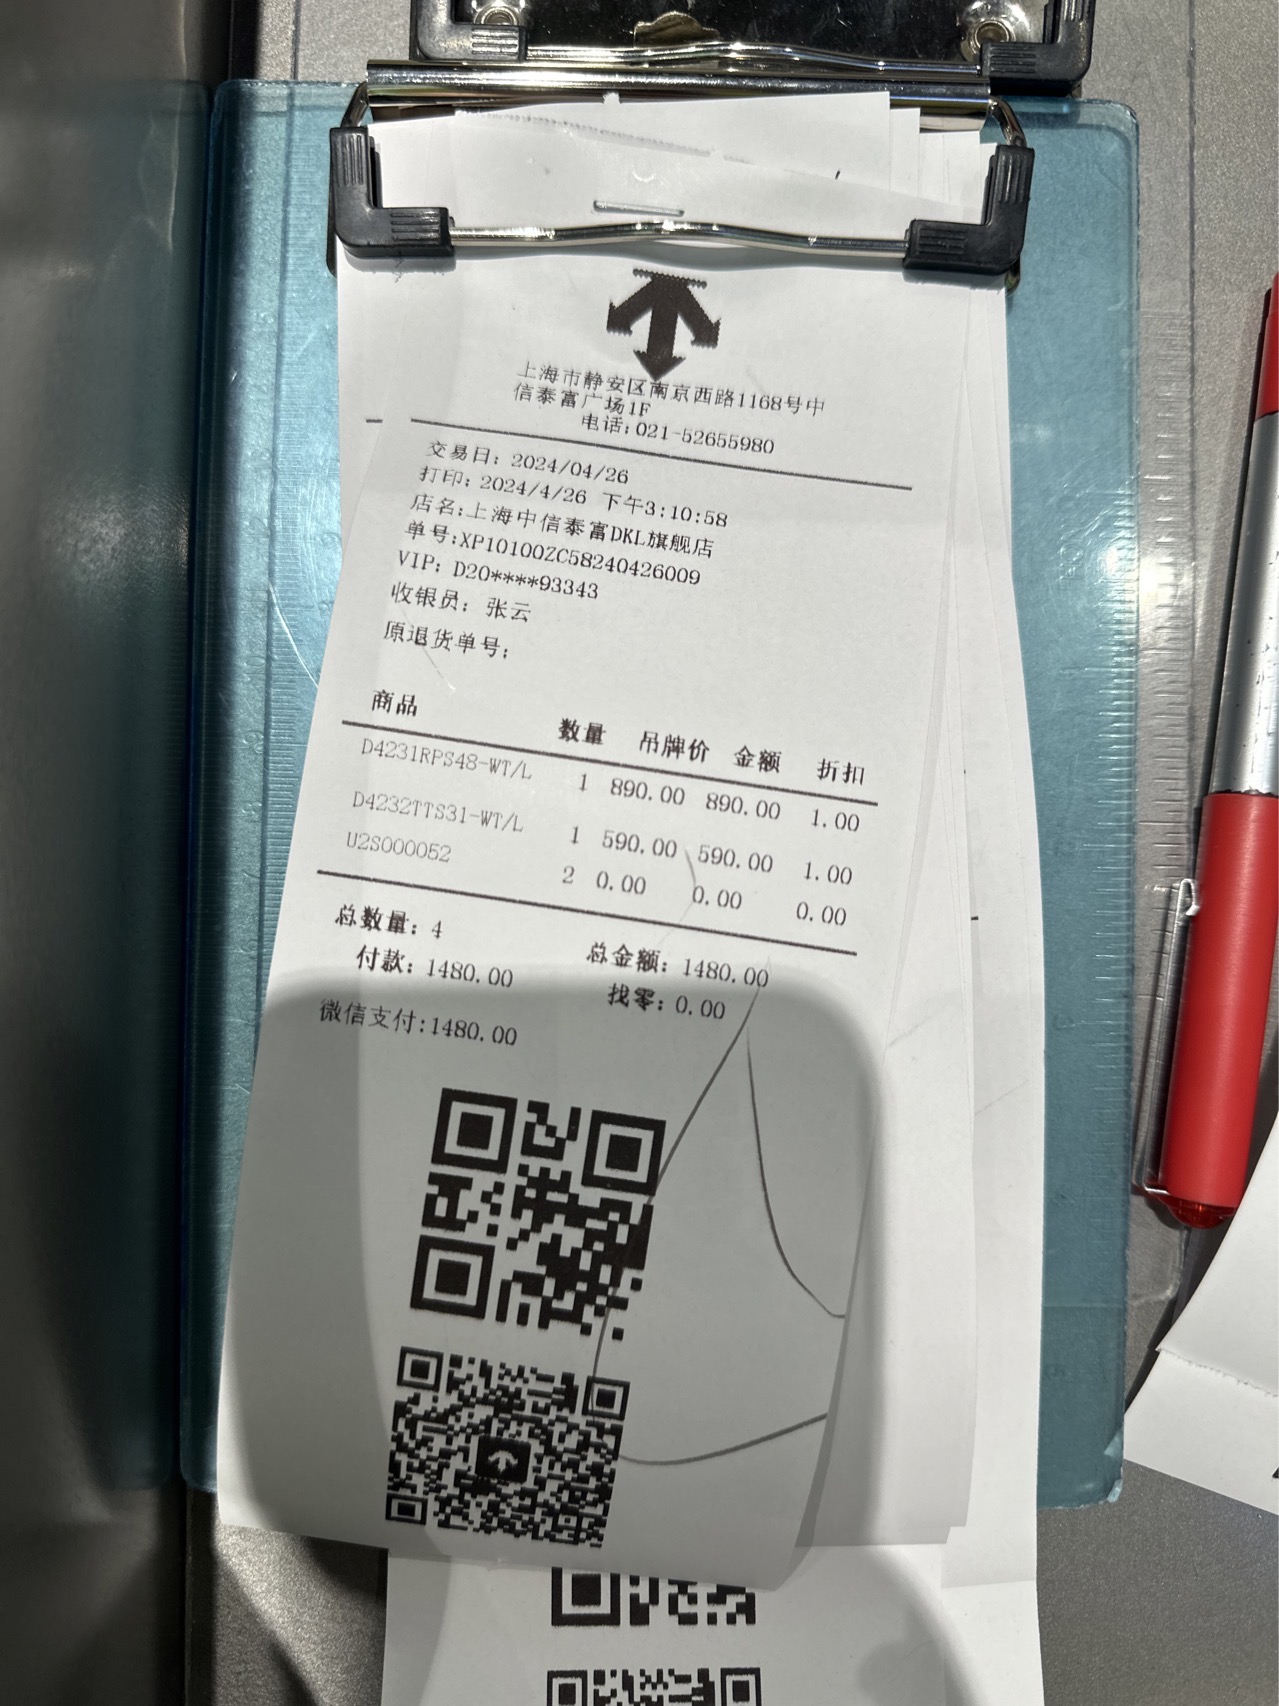 上海市静安区南京西路1168号中
信泰富广场1F
电话:021-52655980
交易日: 2024/04/26
打印: 2024/4/26 下午3:10:58
店名:上海中信泰富DKL旗舰店
单号:XP10100ZC58240426009
VIP: D20****93343
收银员: 张云
原退货单号:
商品 数量 吊牌价 金额 折扣
D4231RPS48-WT/L
1 890.00 890.00 1.00
D4232TTS31-WT/L
1 590.00 590.00 1.00
U2S000052
2 0.00 0.00 0.00
总数量: 4 总金额: 1480.00
付款: 1480.00 找零: 0.00
微信支付:1480.00